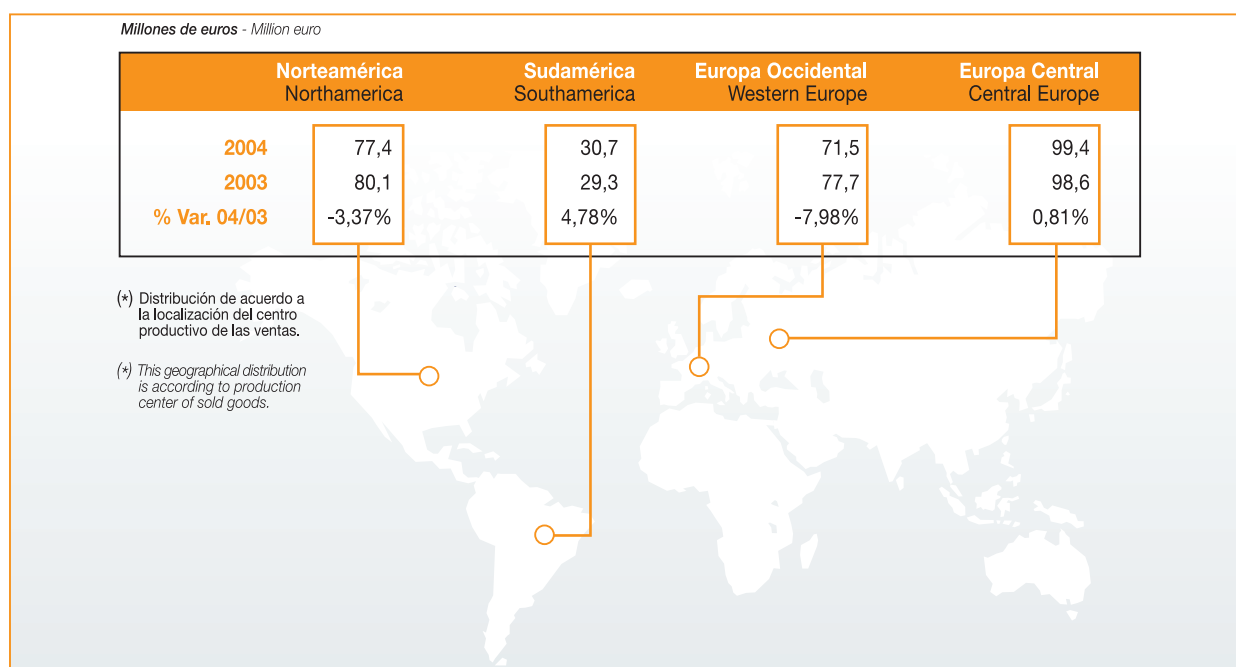 Millones de euros - Million euro
Norteamérica Sudamérica Europa Occidental Europa Central
Northamerica Southamerica Western Europe Central Europe
2004 77,4 30,7 71,5 99,4
2003 80,1 29,3 77,7 98,6
% Var. 04/03 -3,37% 4,78% -7,98% 0,81%
(*) Distribución de acuerdo a
la localización del centro
productivo de las ventas.
(*) This geographical distribution
is according to production
center of sold goods.